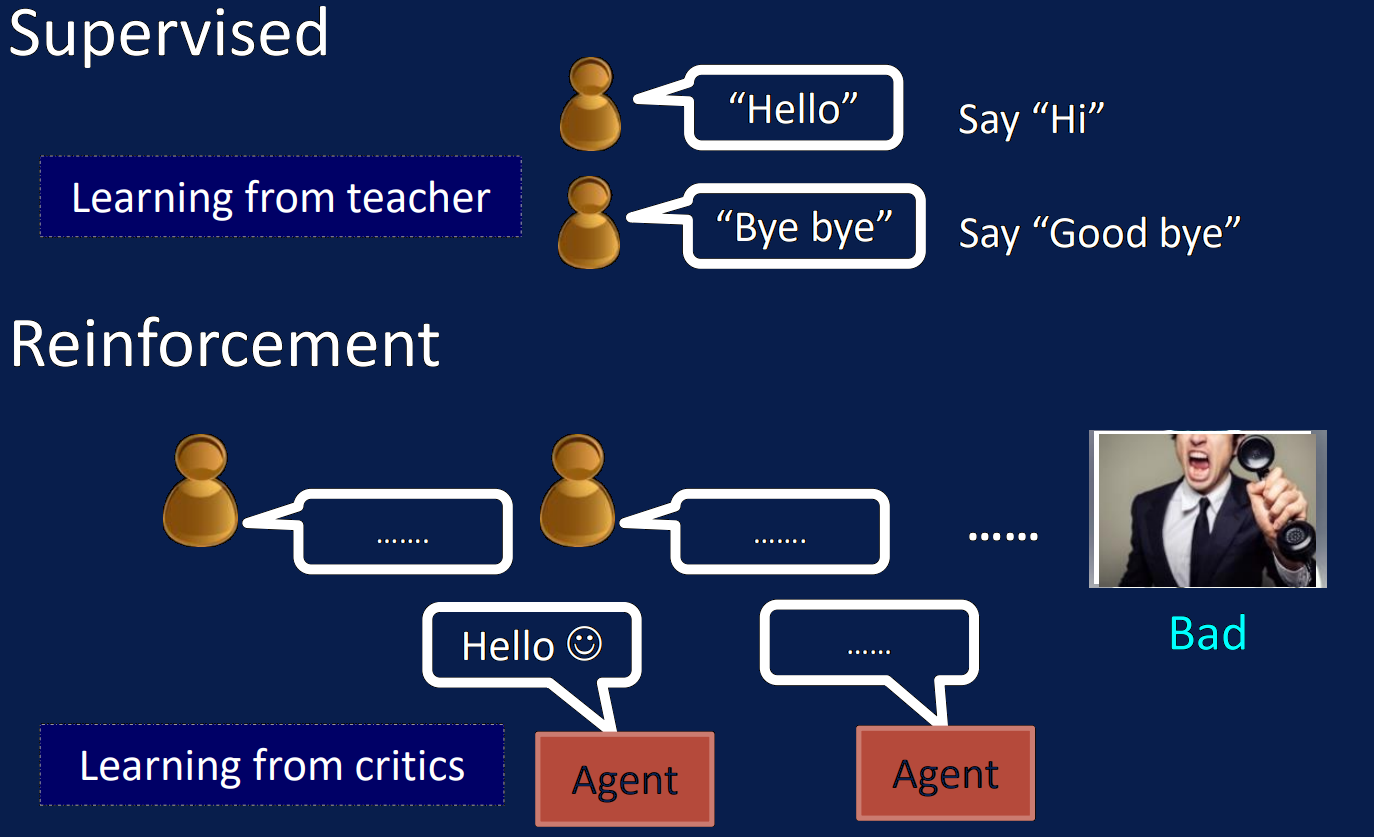 Supervised
“Hello”
Say “Hi”
Learning from teacher
“Bye bye”
Say “Good bye”
Reinforcement
…….
…….
……
Hello ☺
……
Bad
Learning from critics
Agent
Agent